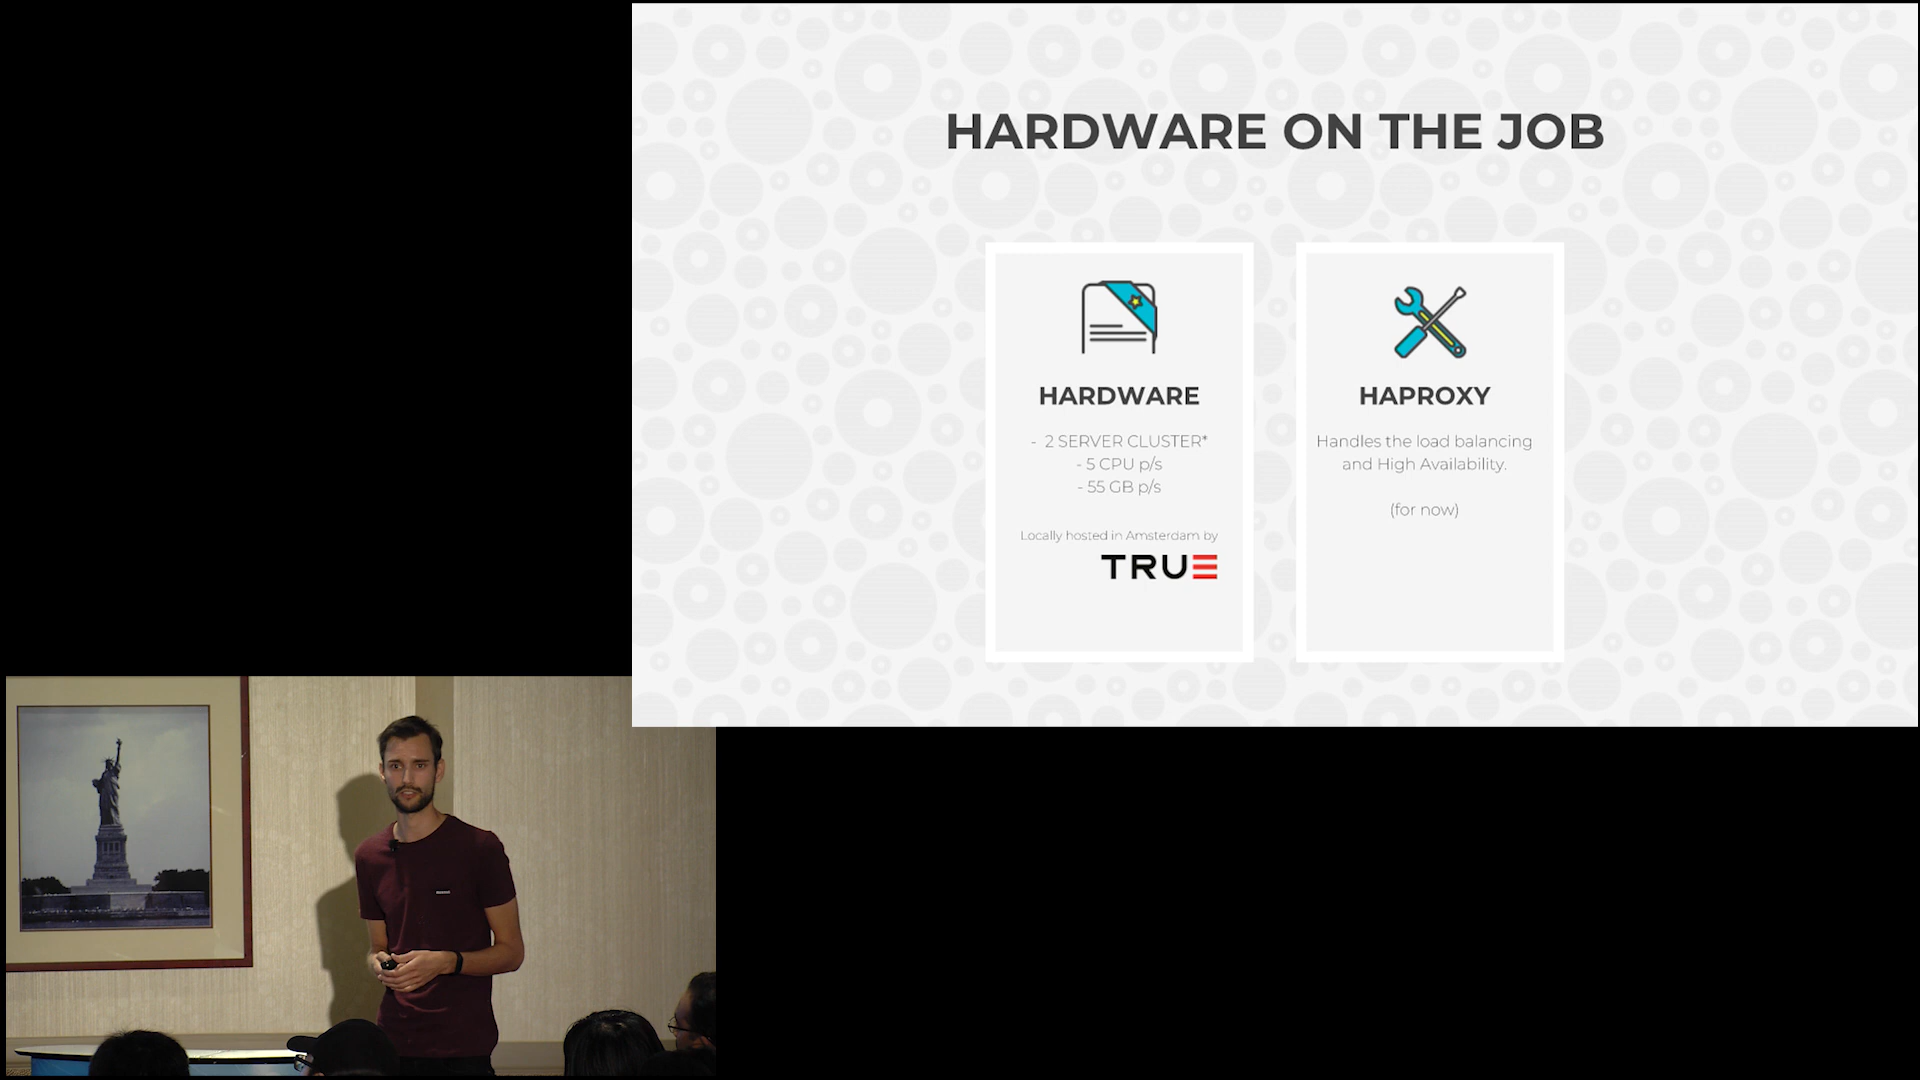 HARDWARE ON THE JOB
HARDWARE
- 2 SERVER CLUSTER*
- 5 CPU p/s
- 55 GB p/s
Locally hosted in Amsterdam by
TRUE
HAPROXY
Handles the load balancing
and High Availability.
(for now)